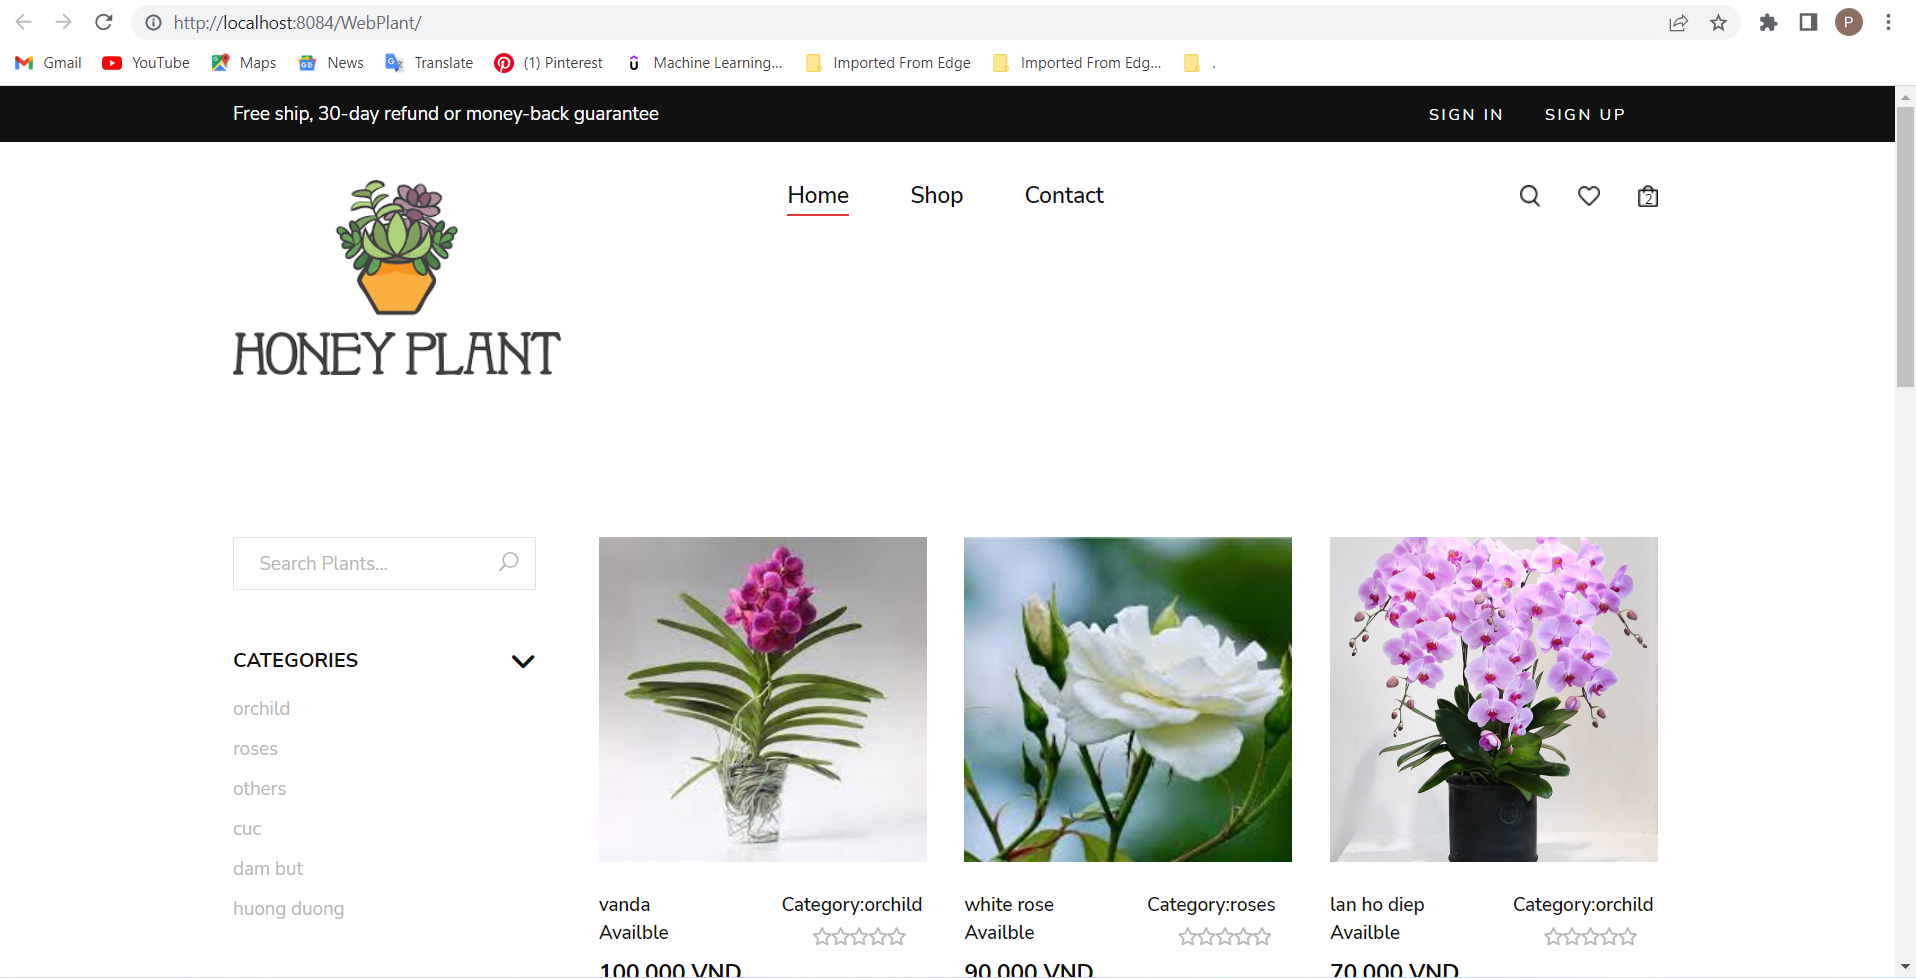 http://localhost:8084/WebPlant/
P
Gmail YouTube Maps News Translate (1) Pinterest Machine Learning... Imported From Edge Imported From Edg... .
Free ship, 30-day refund or money-back guarantee
SIGN IN SIGN UP
Home Shop Contact
2
HONEY PLANT
Search Plants...
CATEGORIES
orchild
roses
others
cuc
dam but
huong duong
vanda Category:orchild
Availble
100,000 VND
white rose Category:roses
Availble
90,000 VND
lan ho diep Category:orchild
Availble
70,000 VND